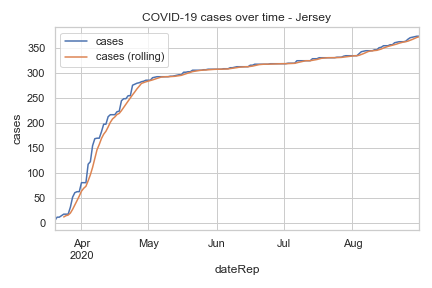 COVID-19 cases over time - Jersey
cases
cases (rolling)
350
300
250
200
150
100
50
0
cases
Apr
2020
May
Jun
Jul
Aug
dateRep